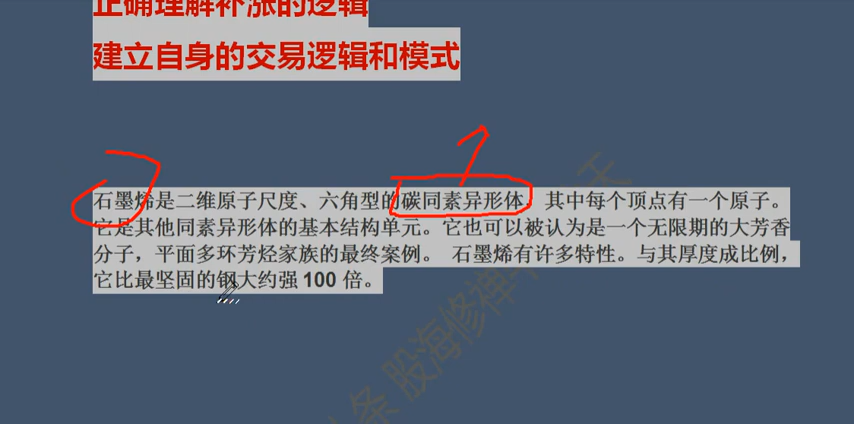 正确理解补涨的逻辑
建立自身的交易逻辑和模式
石墨烯是二维原子尺度、六角型的碳同素异形体，其中每个顶点有一个原子。
它是其他同素异形体的基本结构单元。它也可以被认为是一个无限期的大芳香
分子，平面多环芳烃家族的最终案例。 石墨烯有许多特性。与其厚度成比例，
它比最坚固的钢大约强 100 倍。
股海修禅